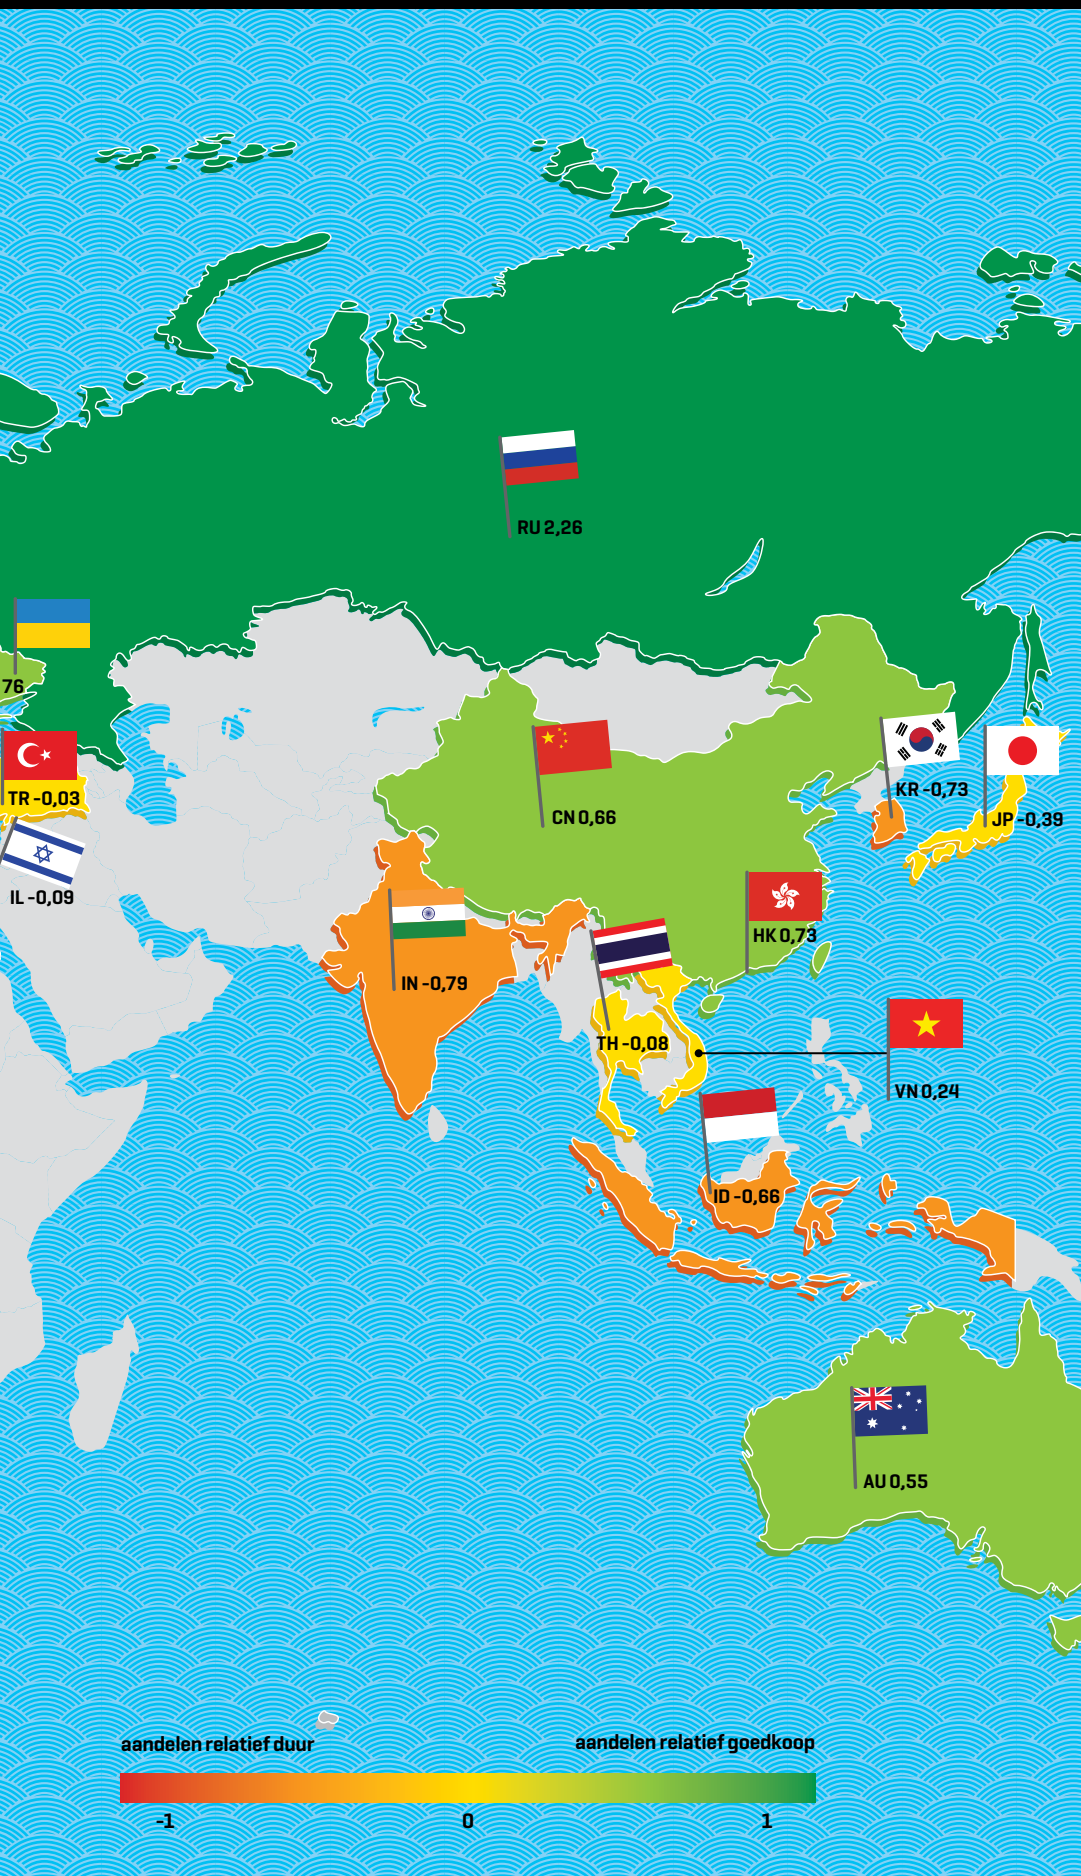 RU 2,26
76
TR -0,03
KR -0,73
CN 0,66
JP -0,39
IL -0,09
HK 0,73
IN -0,79
TH -0,08
VN 0,24
ID -0,66
AU 0,55
aandelen relatief duur
aandelen relatief goedkoop
-1 0 1